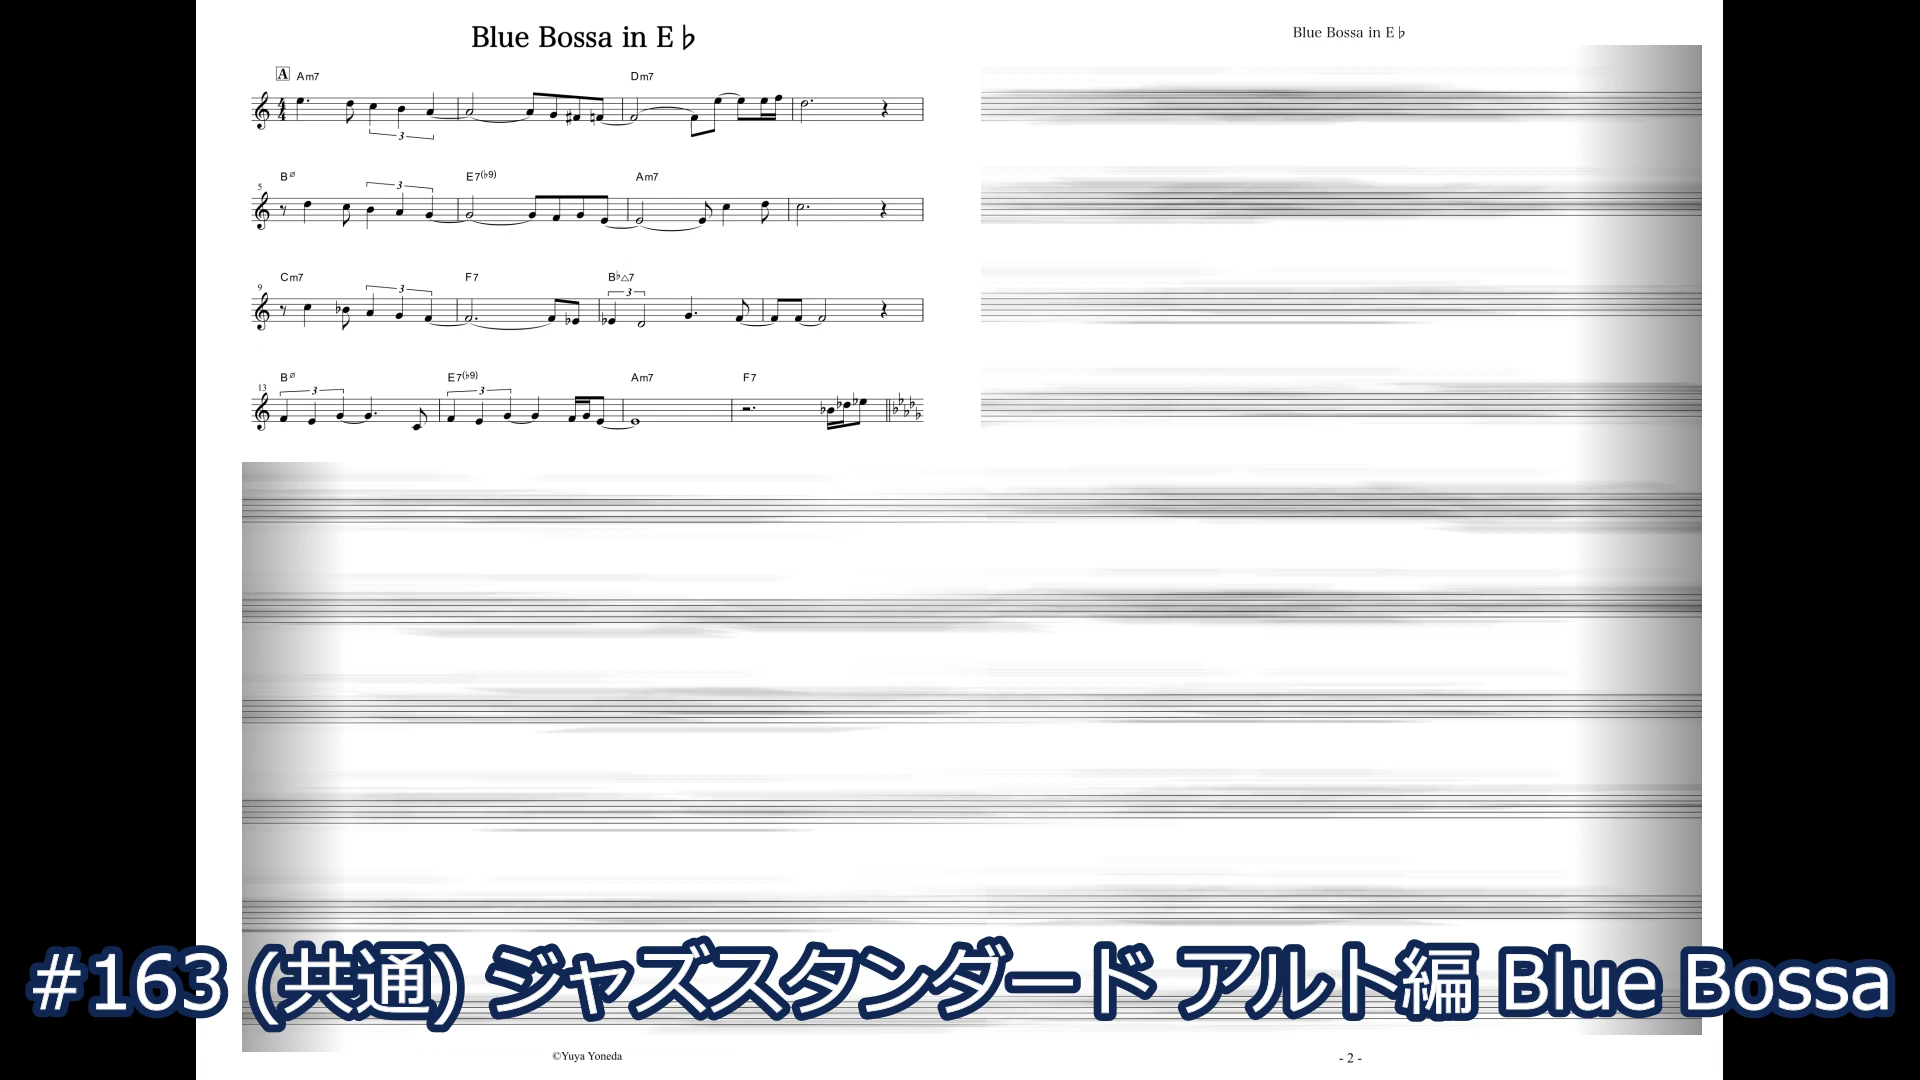 Blue Bossa in E♭
Blue Bossa in E♭
A Am7 Dm7
3
5 Bø E7(♭9) Am7
3
9 Cm7 F7 B♭△7
3 3
13 Bø E7(♭9) Am7 F7
3 3
#163 (共通) ジャズスタンダード アルト編 Blue Bossa
©Yuya Yoneda
- 2 -